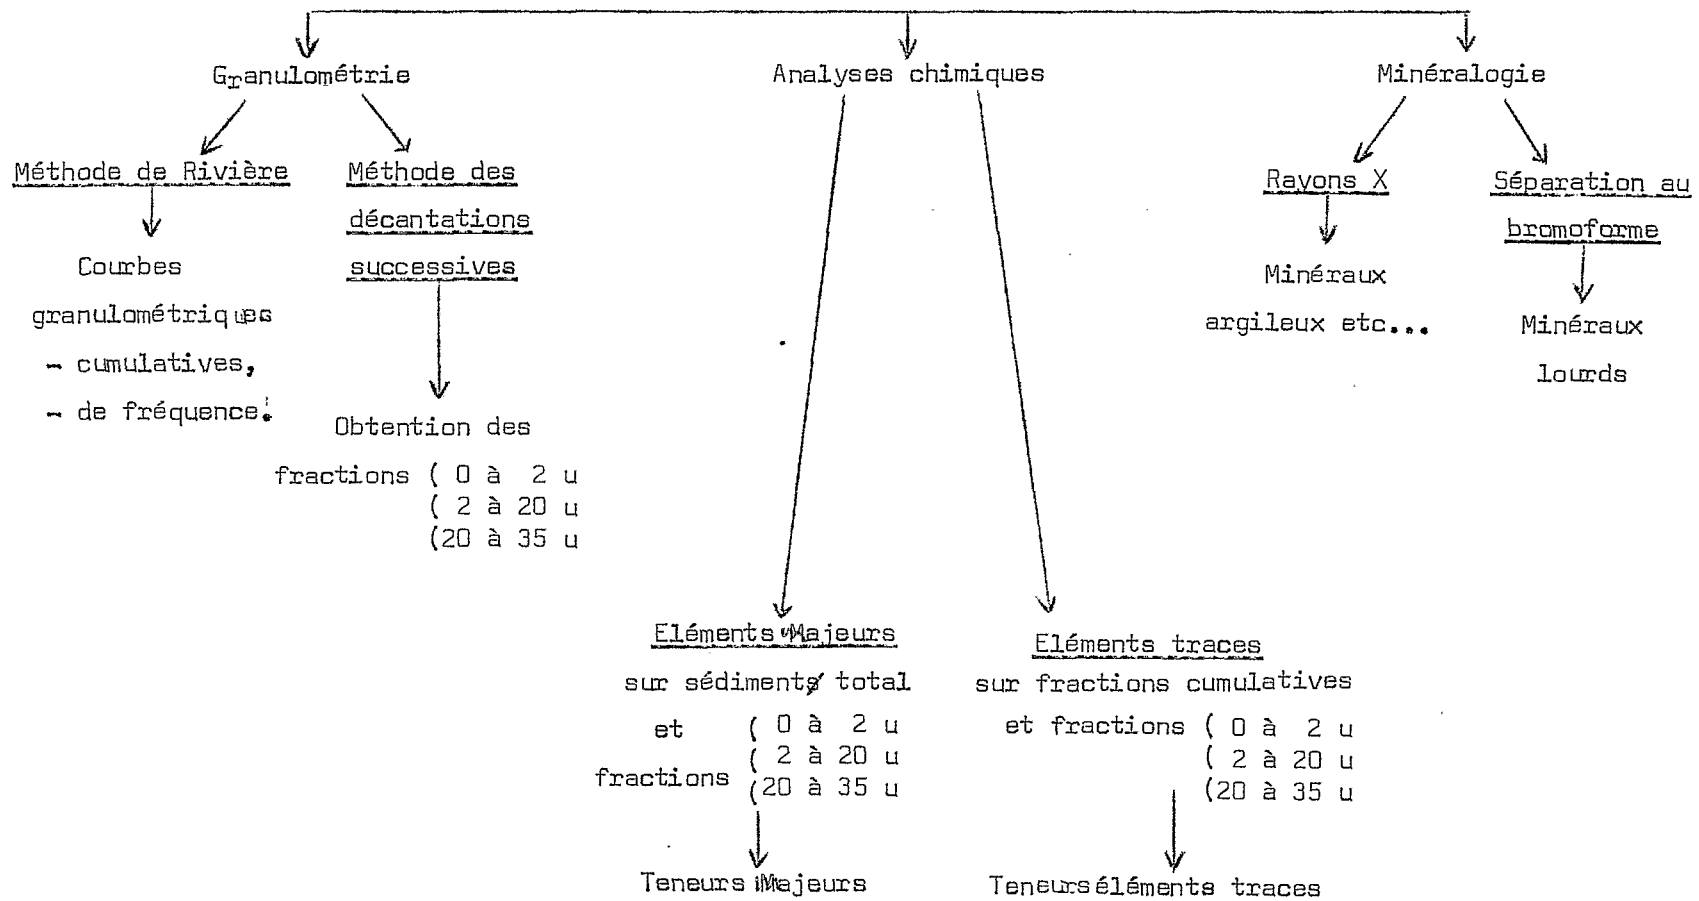 Granulométrie
Analyses chimiques
Minéralogie
Méthode de Rivière
Courbes
granulométriques
- cumulatives,
- de fréquence.
Méthode des
décantations
successives
Obtention des
fractions ( 0 à 2 u
( 2 à 20 u
(20 à 35 u
Eléments Majeurs
sur sédiment total
et ( 0 à 2 u
( 2 à 20 u
fractions (20 à 35 u
Teneurs Majeurs
Eléments traces
sur fractions cumulatives
et fractions ( 0 à 2 u
( 2 à 20 u
(20 à 35 u
Teneurs éléments traces
Rayons X
Minéraux
argileux etc...
Séparation au
bromoforme
Minéraux
lourds